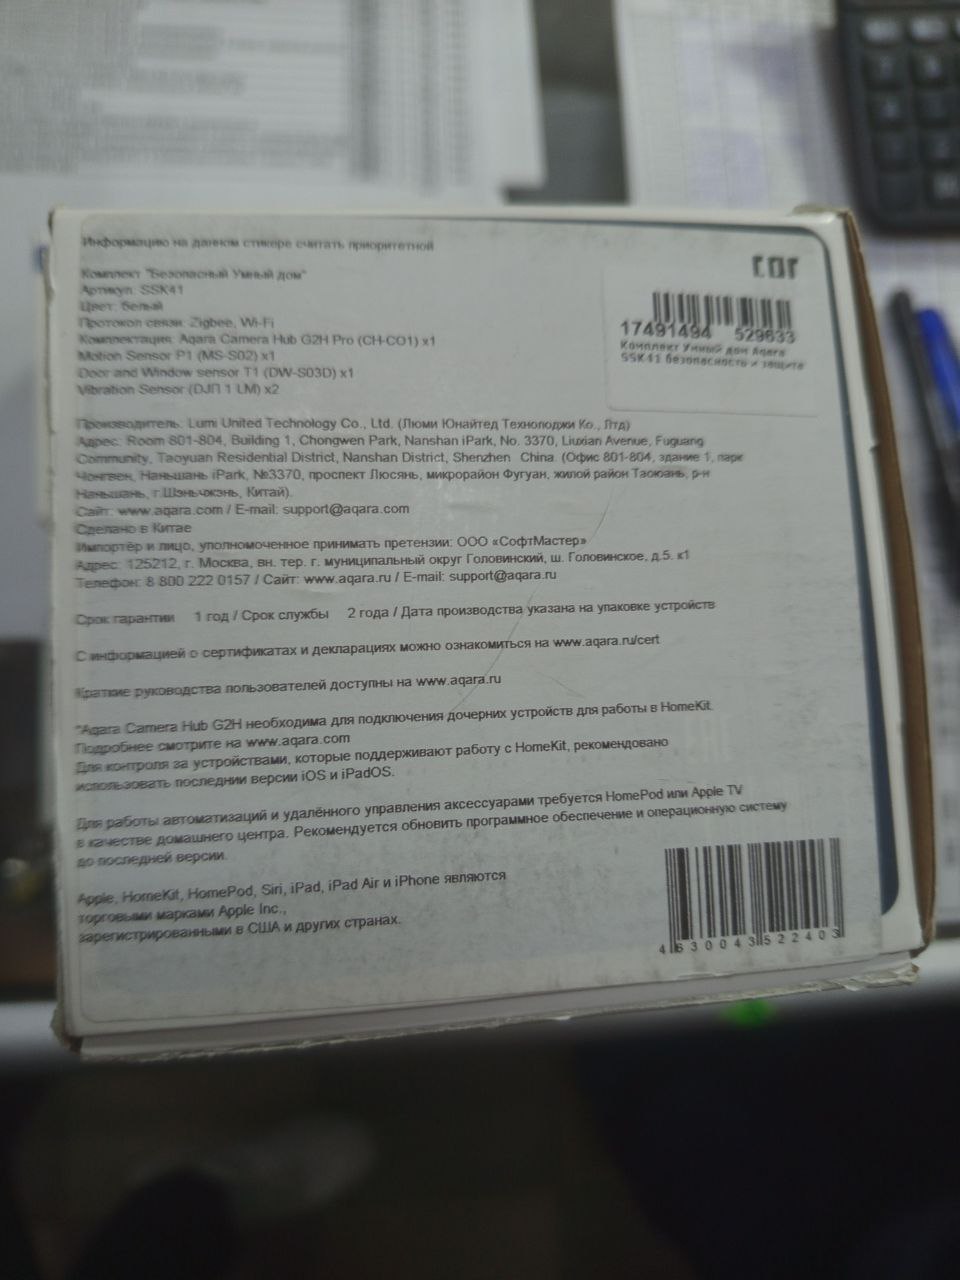 Информацию на данном стикере считать приоритетной
Комплект "Безопасный Умный дом"
Артикул: SSK41
Цвет: белый
Протокол связи: Zigbee, Wi-Fi
Комплектация: Aqara Camera Hub G2H Pro (CH-CO1) x1
Motion Sensor P1 (MS-S02) x1
Door and Window sensor T1 (DW-S03D) x1
Vibration Sensor (DJП 1 LM) x2
17491494 529633
Комплект Умный дом Aqara
SSK41 безопасность и защита
Производитель: Lumi United Technology Co., Ltd. (Люми Юнайтед Технолоджи Ко., Лтд)
Адрес: Room 801-804, Building 1, Chongwen Park, Nanshan iPark, No. 3370, Liuxian Avenue, Fuguang
Community, Taoyuan Residential District, Nanshan District, Shenzhen China. (Офис 801-804, здание 1, парк
Чонгвен, Наньшань iPark, №3370, проспект Люсянь, микрорайон Фугуан, жилой район Таоюань, р-н
Наньшань, г.Шэньчжэнь, Китай).
Сайт: www.aqara.com / E-mail: support@aqara.com
Сделано в Китае
Импортёр и лицо, уполномоченное принимать претензии: ООО «СофтМастер»
Адрес: 125212, г. Москва, вн. тер. г. муниципальный округ Головинский, ш. Головинское, д.5. к1
Телефон: 8 800 222 0157 / Сайт: www.aqara.ru / E-mail: support@aqara.ru
Срок гарантии 1 год / Срок службы 2 года / Дата производства указана на упаковке устройств
С информацией о сертификатах и декларациях можно ознакомиться на www.aqara.ru/cert
Краткие руководства пользователей доступны на www.aqara.ru
*Aqara Camera Hub G2H необходима для подключения дочерних устройств для работы в HomeKit.
Подробнее смотрите на www.aqara.com
Для контроля за устройствами, которые поддерживают работу с HomeKit, рекомендовано
использовать последнии версии iOS и iPadOS.
Для работы автоматизаций и удалённого управления аксессуарами требуется HomePod или Apple TV
в качестве домашнего центра. Рекомендуется обновить программное обеспечение и операционную систему
до последней версии.
Apple, HomeKit, HomePod, Siri, iPad, iPad Air и iPhone являются
торговыми марками Apple Inc.,
зарегистрированными в США и других странах.
4 630043 522403